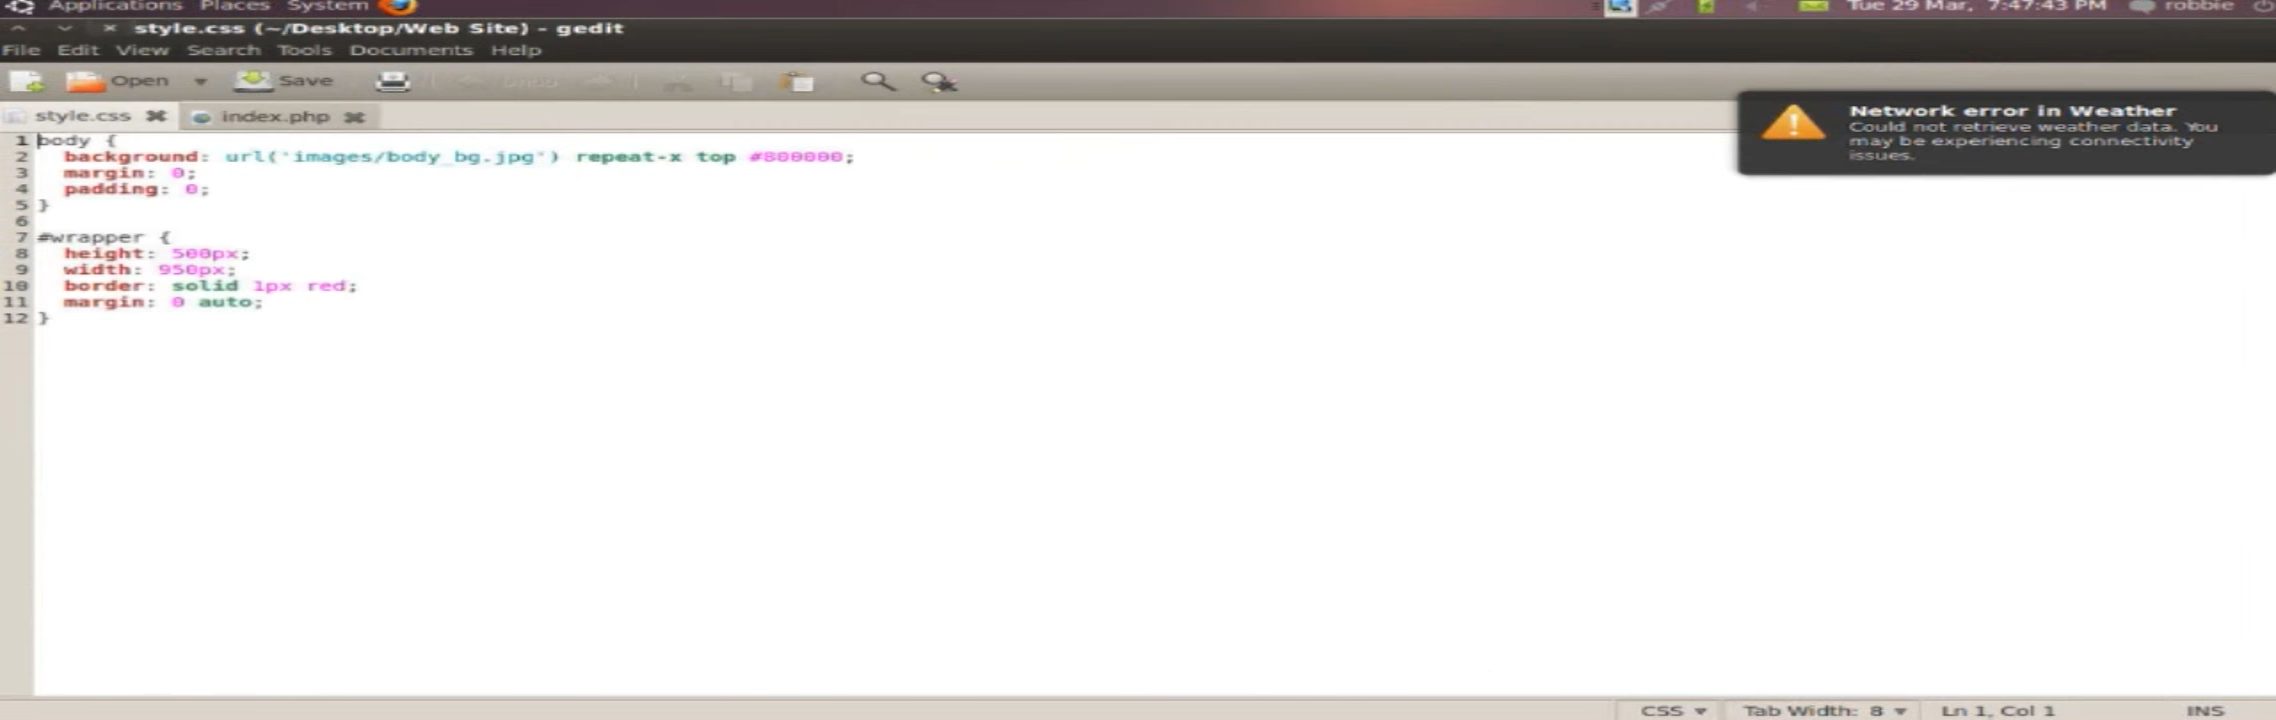 Applications Places System Tue 29 Mar, 7:47:43 PM robbie
style.css (~/Desktop/Web Site) - gedit
File Edit View Search Tools Documents Help
Open Save Undo
style.css index.php
Network error in Weather
Could not retrieve weather data. You
may be experiencing connectivity
issues.
1 body {
2 background: url('images/body_bg.jpg') repeat-x top #800000;
3 margin: 0;
4 padding: 0;
5 }
6
7 #wrapper {
8 height: 500px;
9 width: 950px;
10 border: solid 1px red;
11 margin: 0 auto;
12 }
CSS Tab Width: 8 Ln 1, Col 1 INS